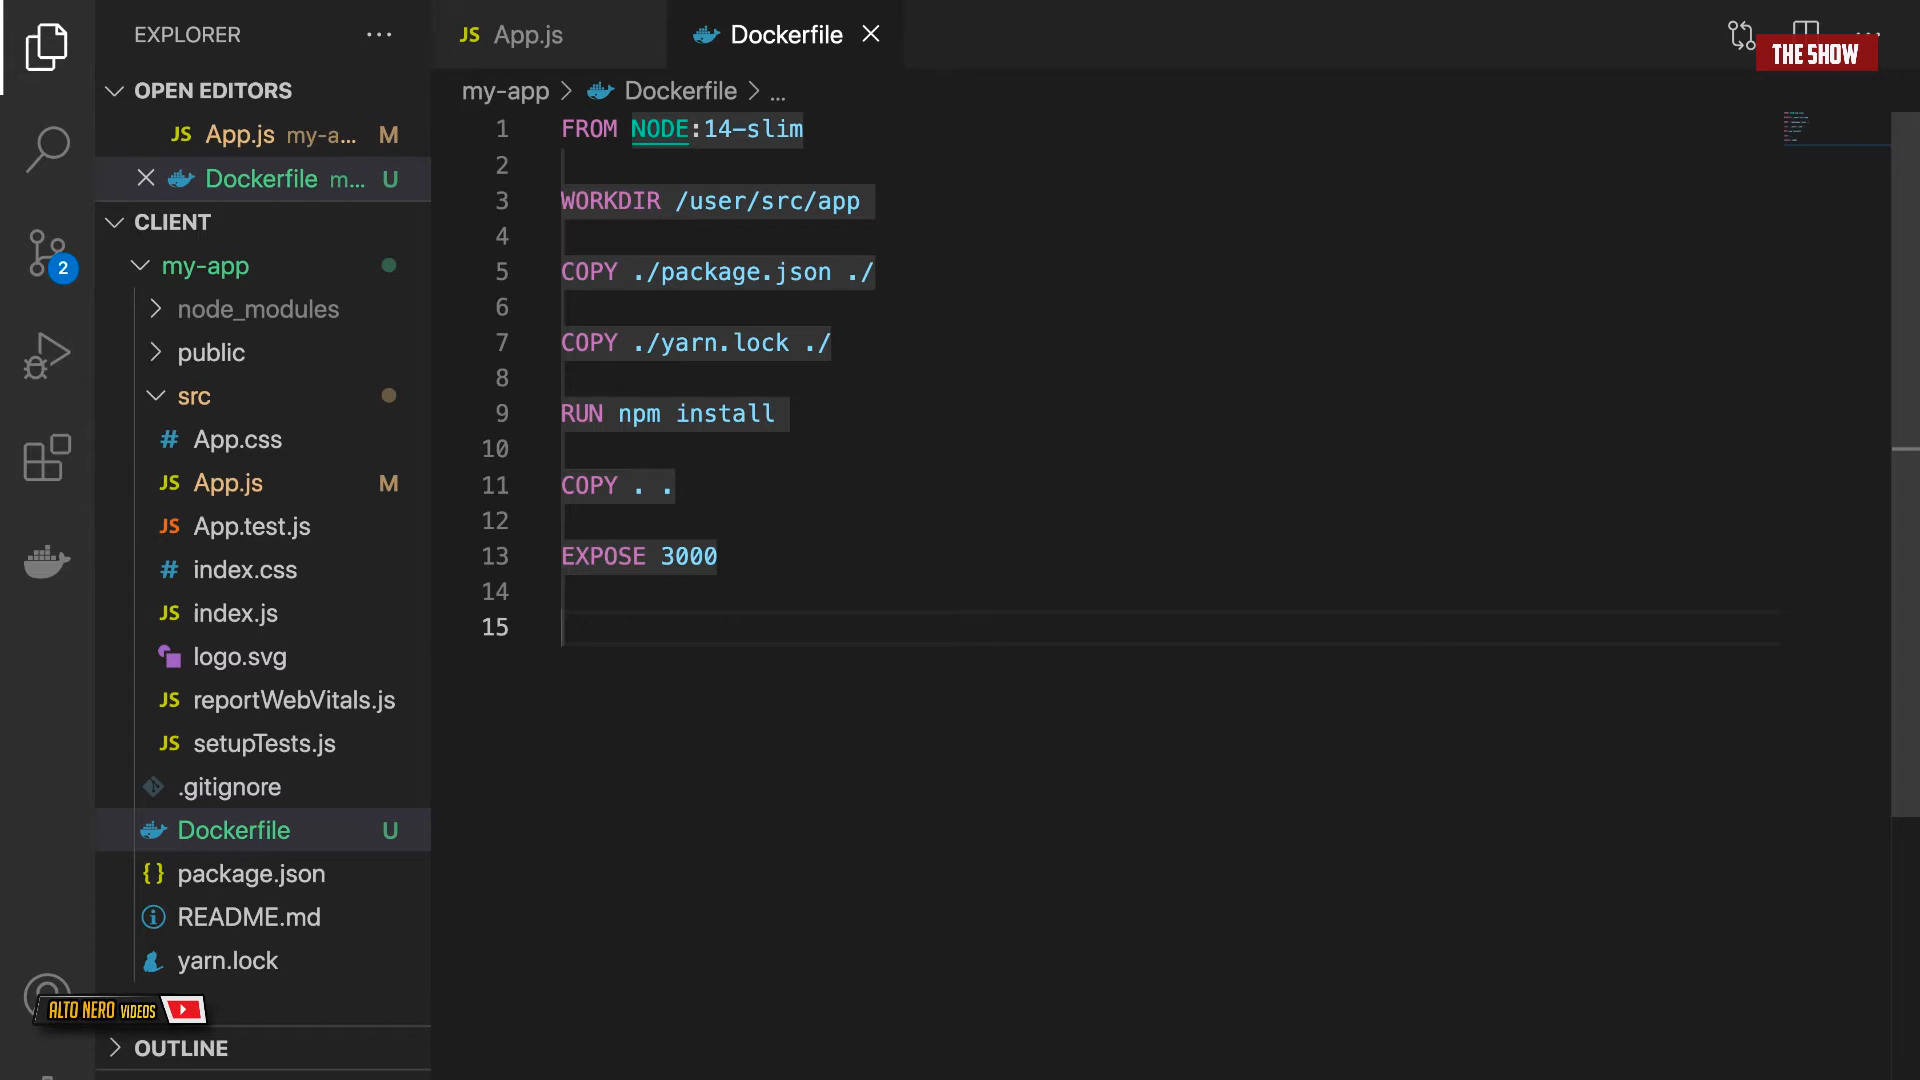 EXPLORER
OPEN EDITORS
JS App.js my-a... M
Dockerfile m... U
CLIENT
my-app
node_modules
public
src
# App.css
JS App.js M
JS App.test.js
# index.css
JS index.js
logo.svg
JS reportWebVitals.js
JS setupTests.js
.gitignore
Dockerfile U
{} package.json
README.md
yarn.lock
OUTLINE
2
JS App.js
Dockerfile
THE SHOW
my-app > Dockerfile > ...
1 FROM NODE:14-slim
2
3 WORKDIR /user/src/app
4
5 COPY ./package.json ./
6
7 COPY ./yarn.lock ./
8
9 RUN npm install
10
11 COPY . .
12
13 EXPOSE 3000
14
15
ALTO NERO VIDEOS